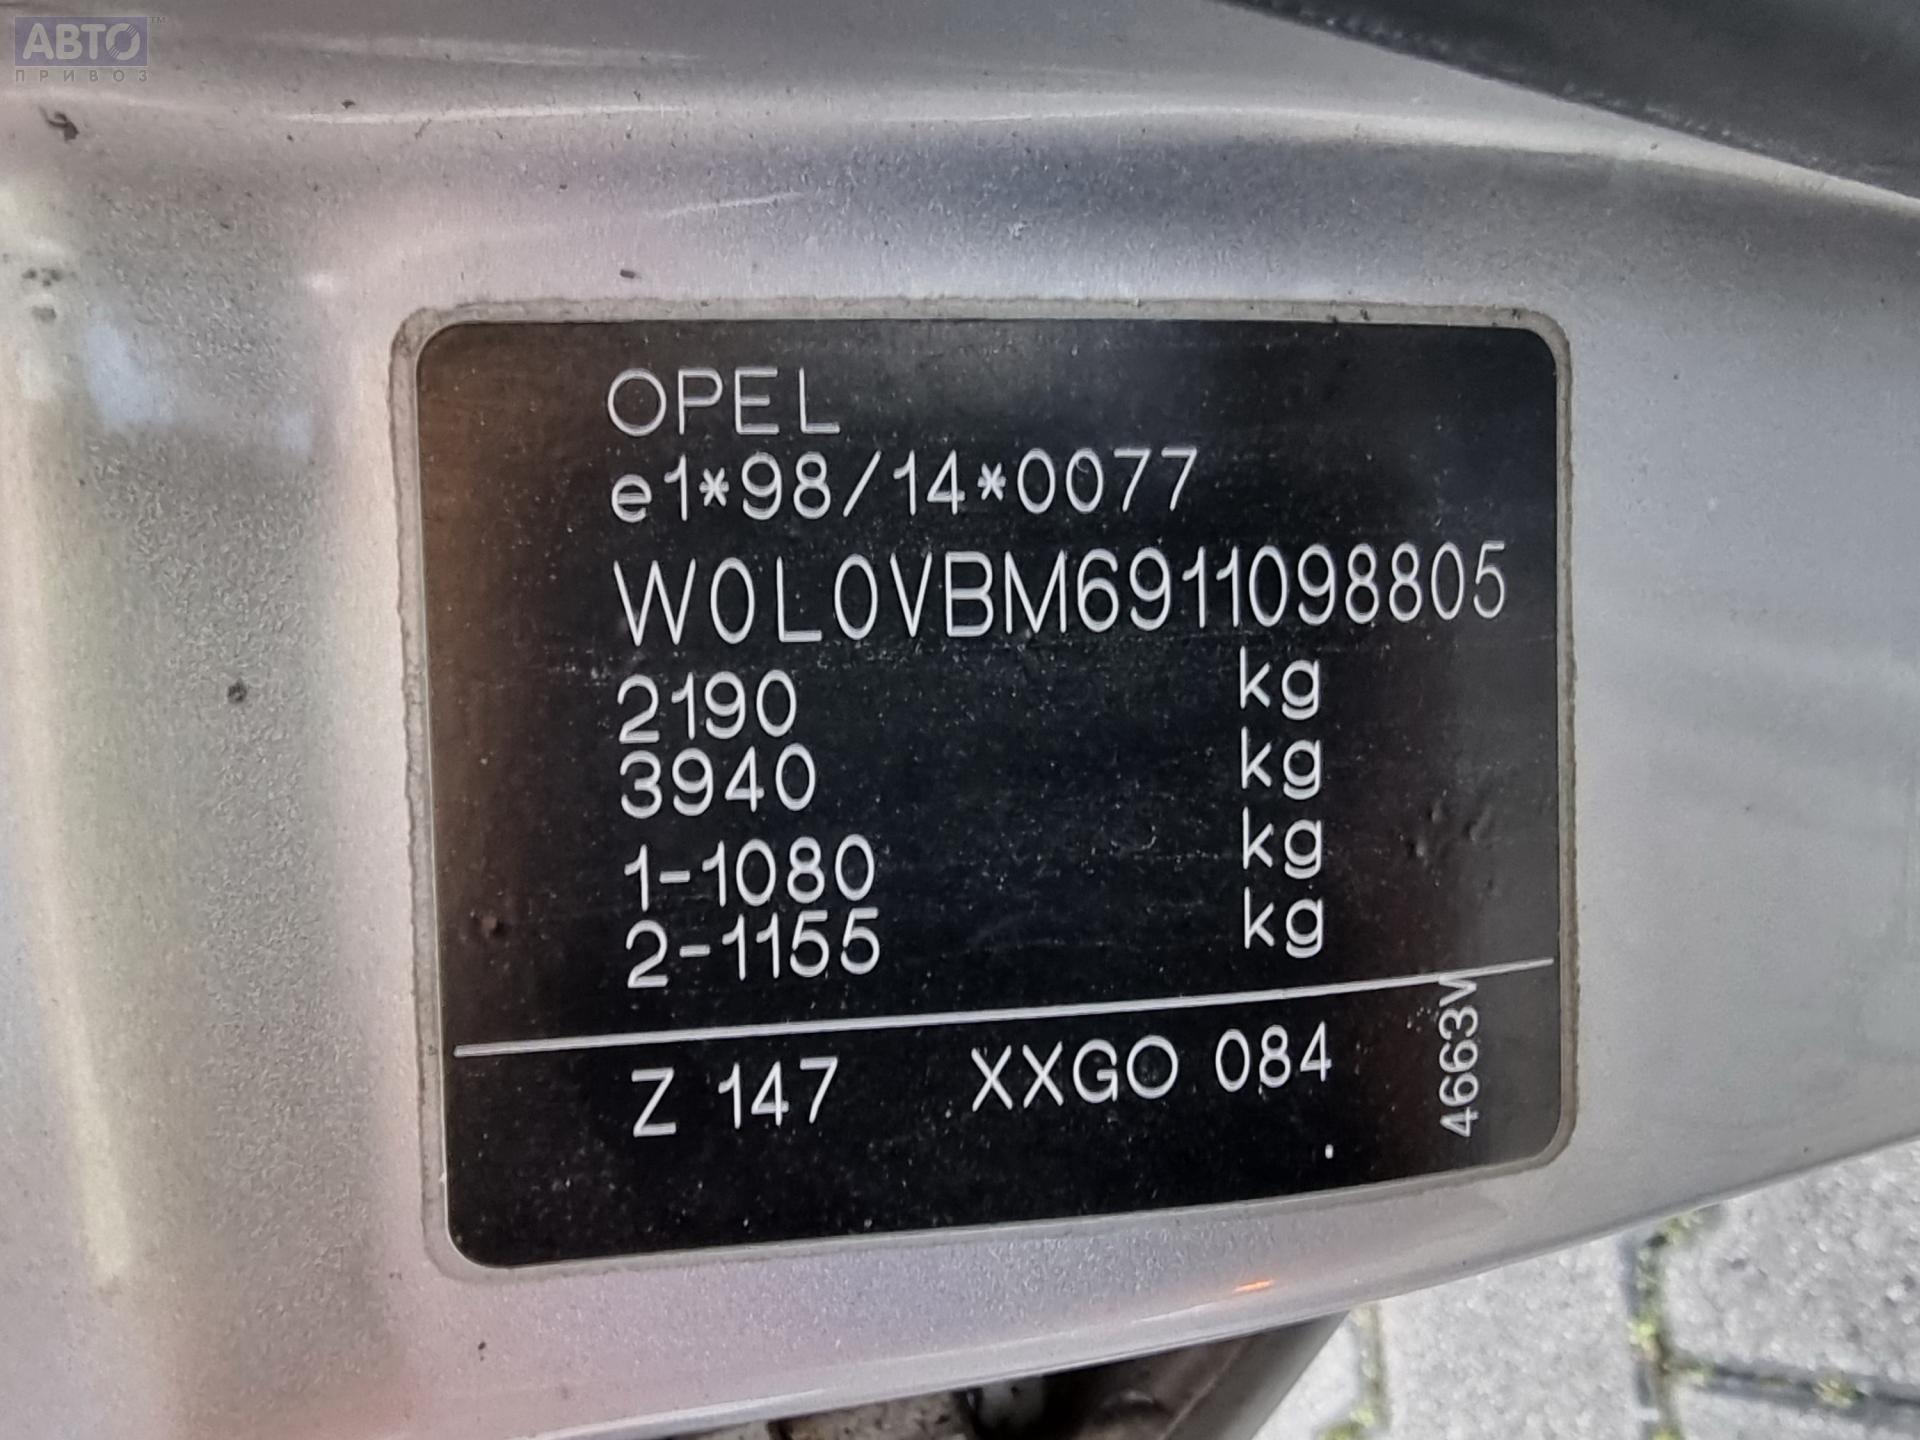 АВТО™
ПРИВОЗ
OPEL
e1*98/14*0077
W0L0VBM6911098805
2190 kg
3940 kg
1-1080 kg
2-1155 kg
Z 147 XXGO 084
4663V